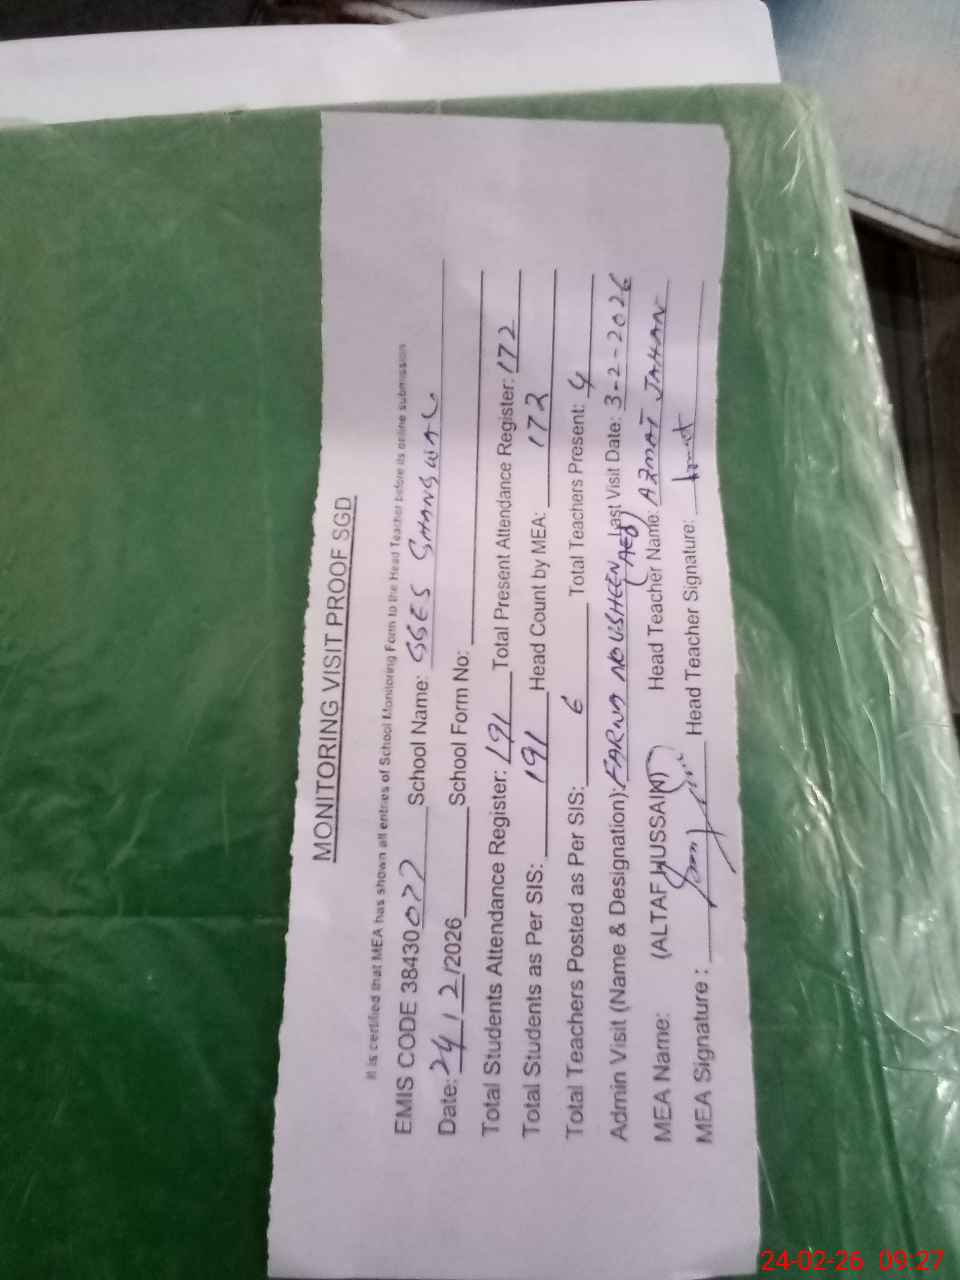 MONITORING VISIT PROOF SGD
It is certified that MEA has shown all entries of School Monitoring Form to the Head Teacher before its online submission
EMIS CODE 38430077 School Name: GGES GHANGWAL
Date: 24/2/2026 School Form No:
Total Students Attendance Register: 191 Total Present Attendance Register: 172
Total Students as Per SIS: 191 Head Count by MEA: 172
Total Teachers Posted as Per SIS: 6 Total Teachers Present: 4
Admin Visit (Name & Designation): NOUSHEEN (AEO) Last Visit Date: 3-2-2026
MEA Name: (ALTAF HUSSAIN) Head Teacher Name: AZMAT JAHAN
MEA Signature: Head Teacher Signature:
24-02-26 09:27